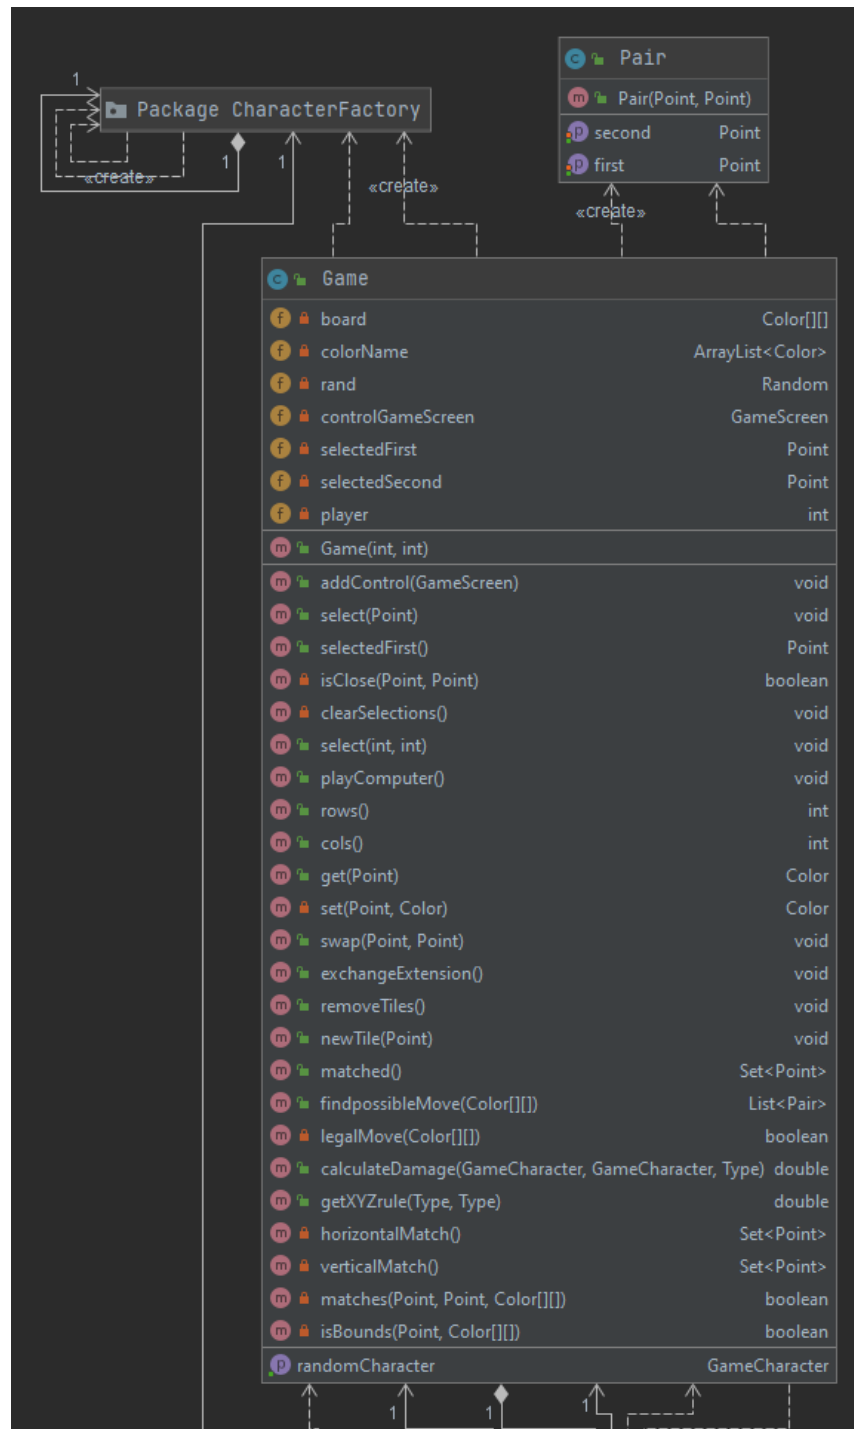 Pair
Pair(Point, Point)
second Point
first Point
1
Package CharacterFactory
1
1
«create»
«create»
«create»
Game
board Color[][]
colorName ArrayList<Color>
rand Random
controlGameScreen GameScreen
selectedFirst Point
selectedSecond Point
player int
Game(int, int)
addControl(GameScreen) void
select(Point) void
selectedFirst() Point
isClose(Point, Point) boolean
clearSelections() void
select(int, int) void
playComputer() void
rows() int
cols() int
get(Point) Color
set(Point, Color) Color
swap(Point, Point) void
exchangeExtension() void
removeTiles() void
newTile(Point) void
matched() Set<Point>
findpossibleMove(Color[][]) List<Pair>
legalMove(Color[][]) boolean
calculateDamage(GameCharacter, GameCharacter, Type) double
getXYZrule(Type, Type) double
horizontalMatch() Set<Point>
verticalMatch() Set<Point>
matches(Point, Point, Color[][]) boolean
isBounds(Point, Color[][]) boolean
randomCharacter GameCharacter
1
1
1